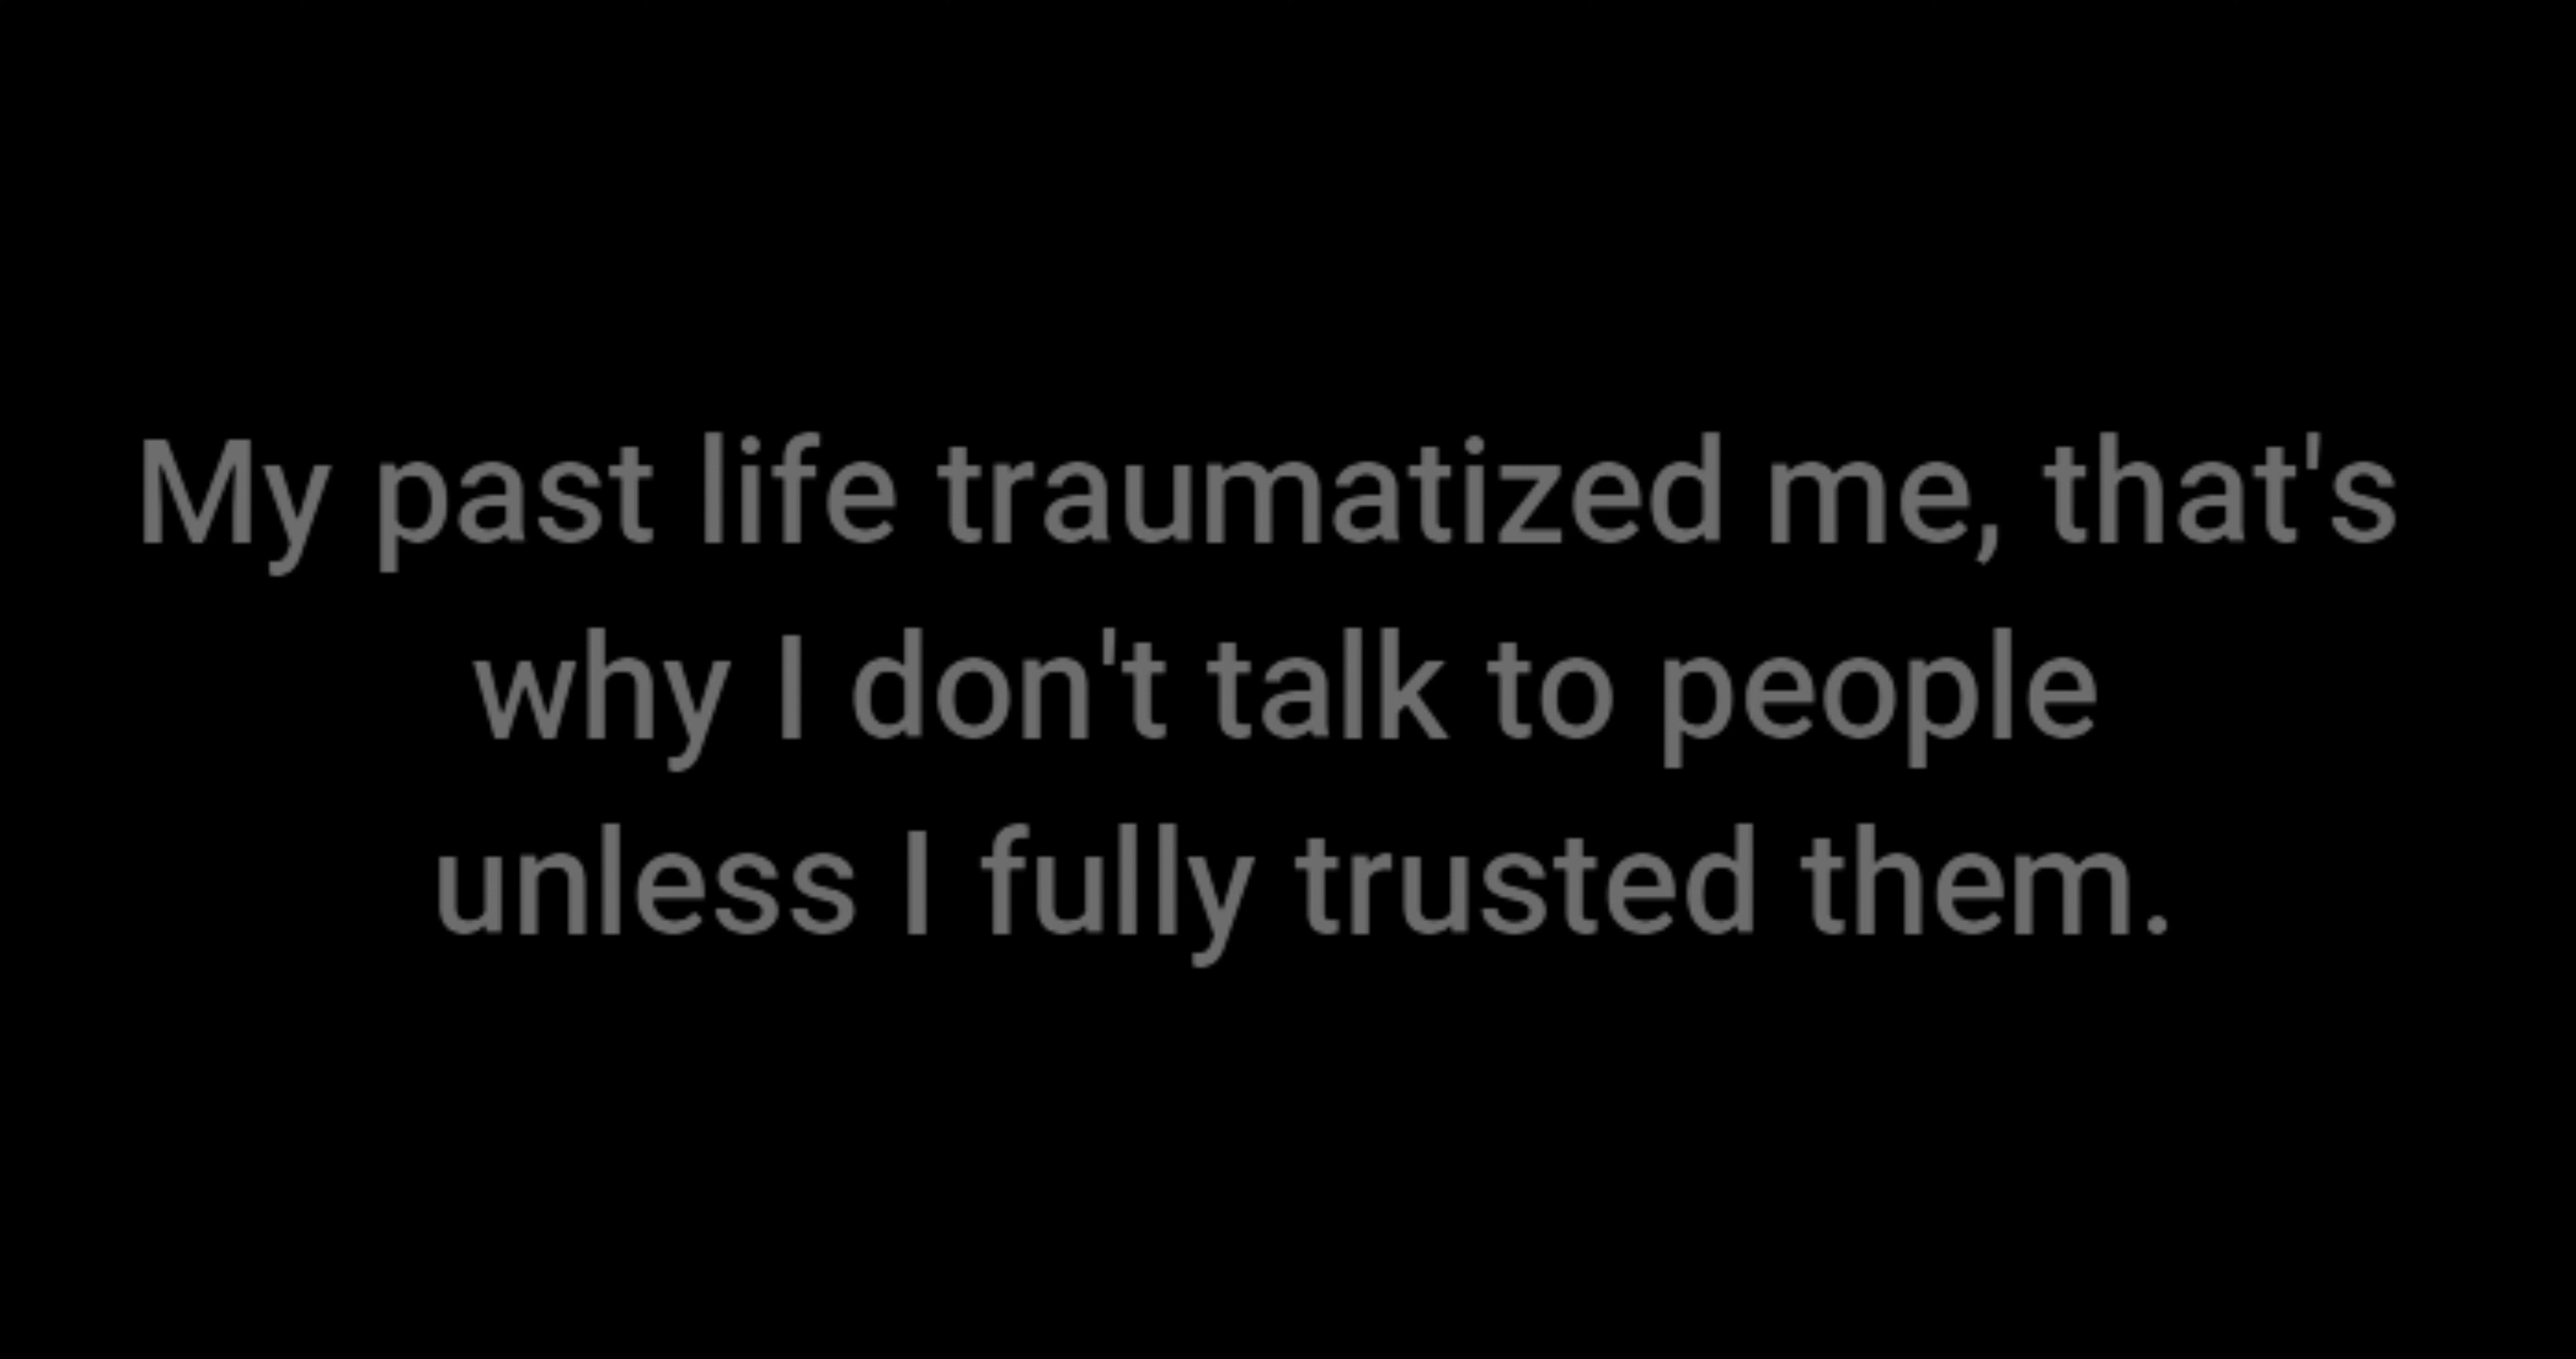 My past life traumatized me, that's
why I don't talk to people
unless I fully trusted them.